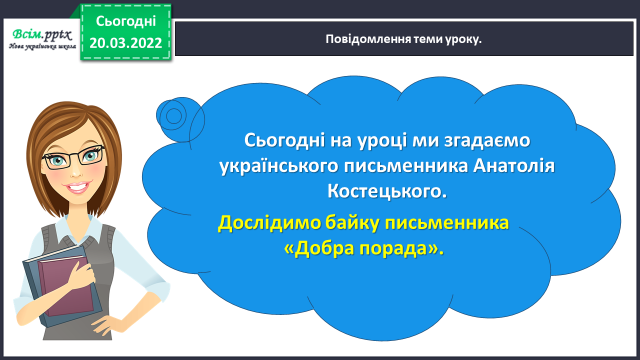 Всім.pptx
Нова українська школа
Сьогодні
20.03.2022
Повідомлення теми уроку.
Сьогодні на уроці ми згадаємо
українського письменника Анатолія
Костецького.
Дослідимо байку письменника
«Добра порада».